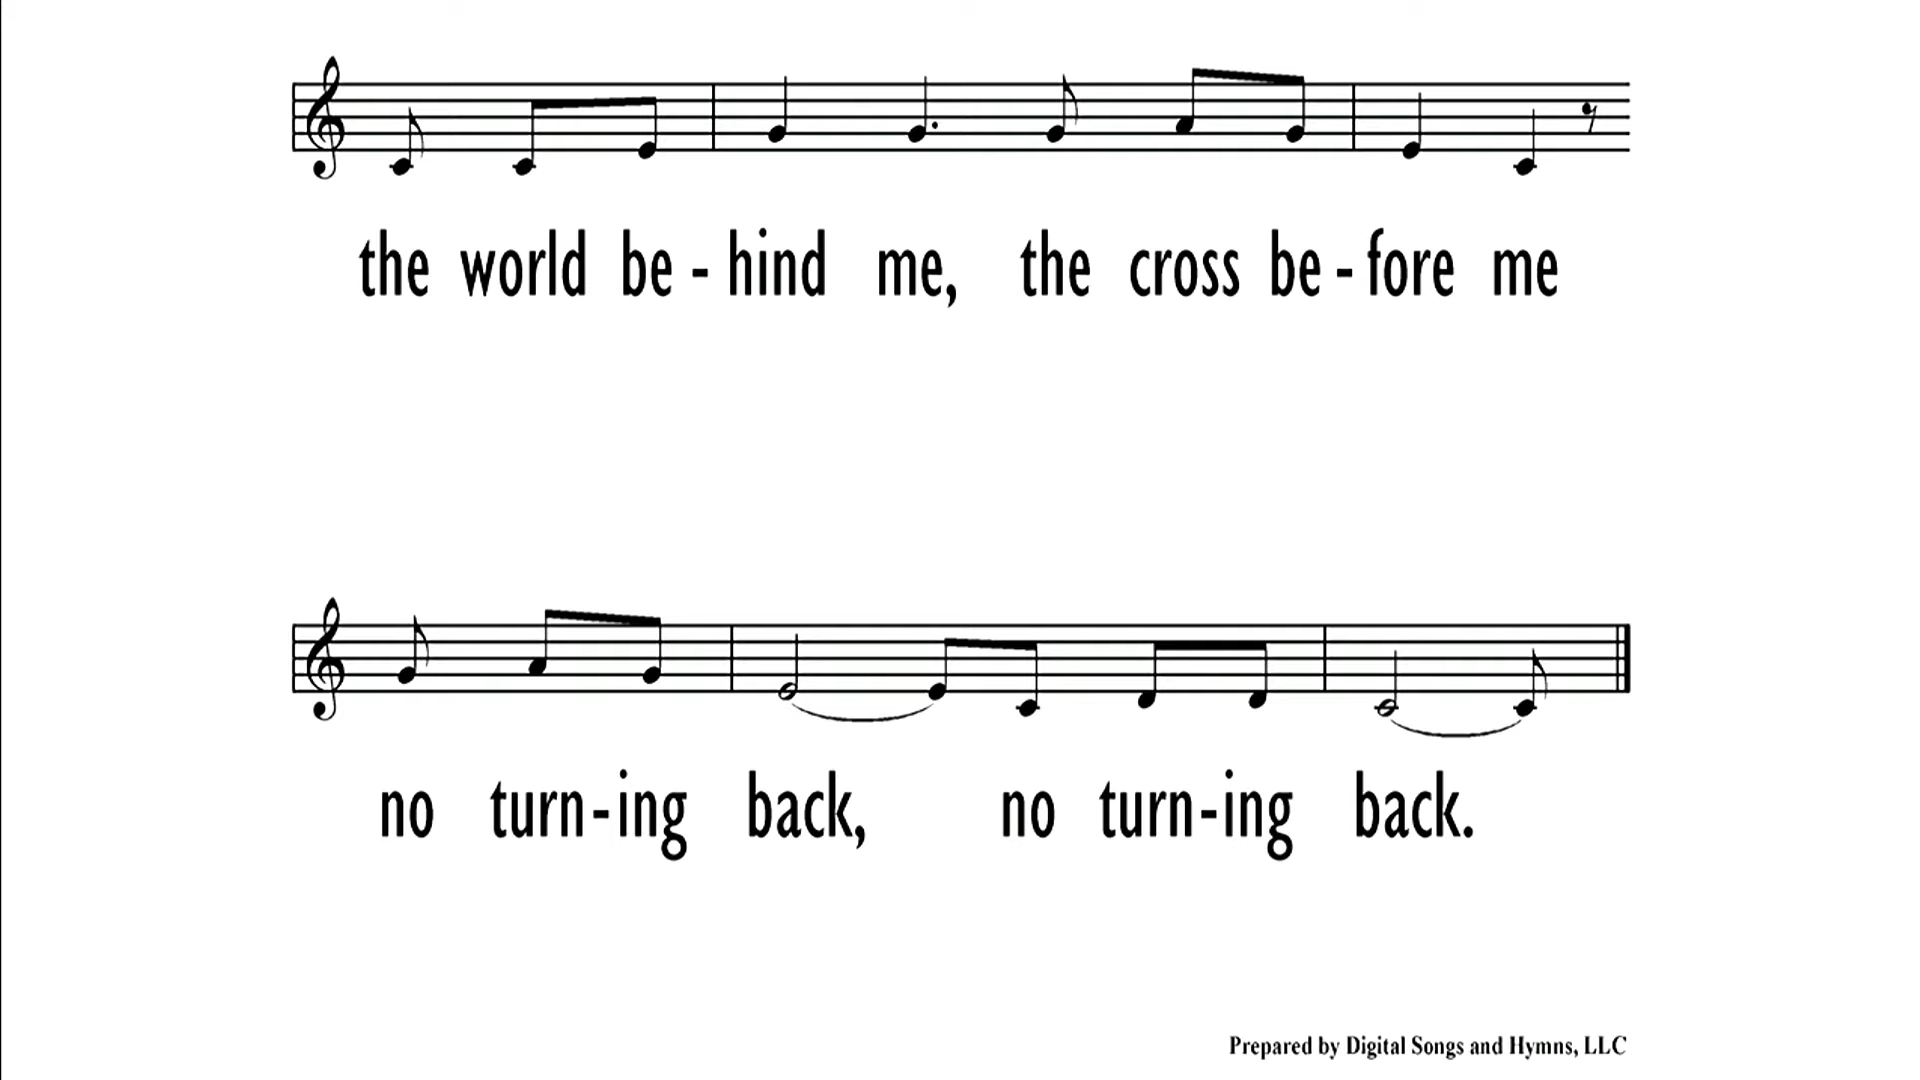 the world be - hind me, the cross be - fore me
no turn - ing back, no turn - ing back.
Prepared by Digital Songs and Hymns, LLC